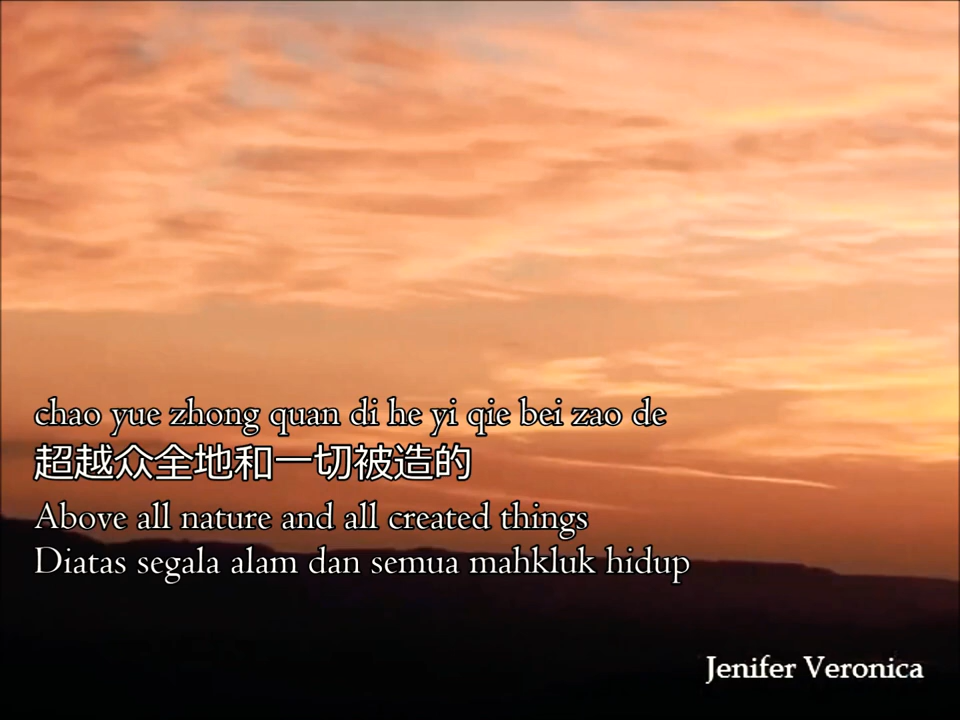 chao yue zhong quan di he yi qie bei zao de
超越众全地和一切被造的
Above all nature and all created things
Diatas segala alam dan semua mahkluk hidup
Jenifer Veronica